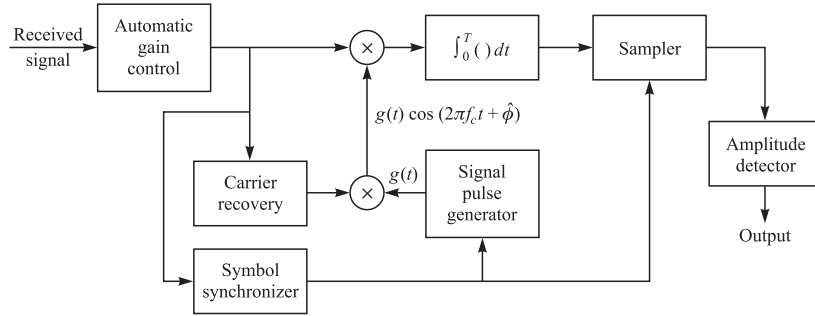 Received
signal
Automatic
gain
control
×
∫₀ᵀ ( ) dt
Sampler
g(t) cos (2πf_c t + ϕ̂)
Amplitude
detector
Carrier
recovery
×
g(t)
Signal
pulse
generator
Output
Symbol
synchronizer